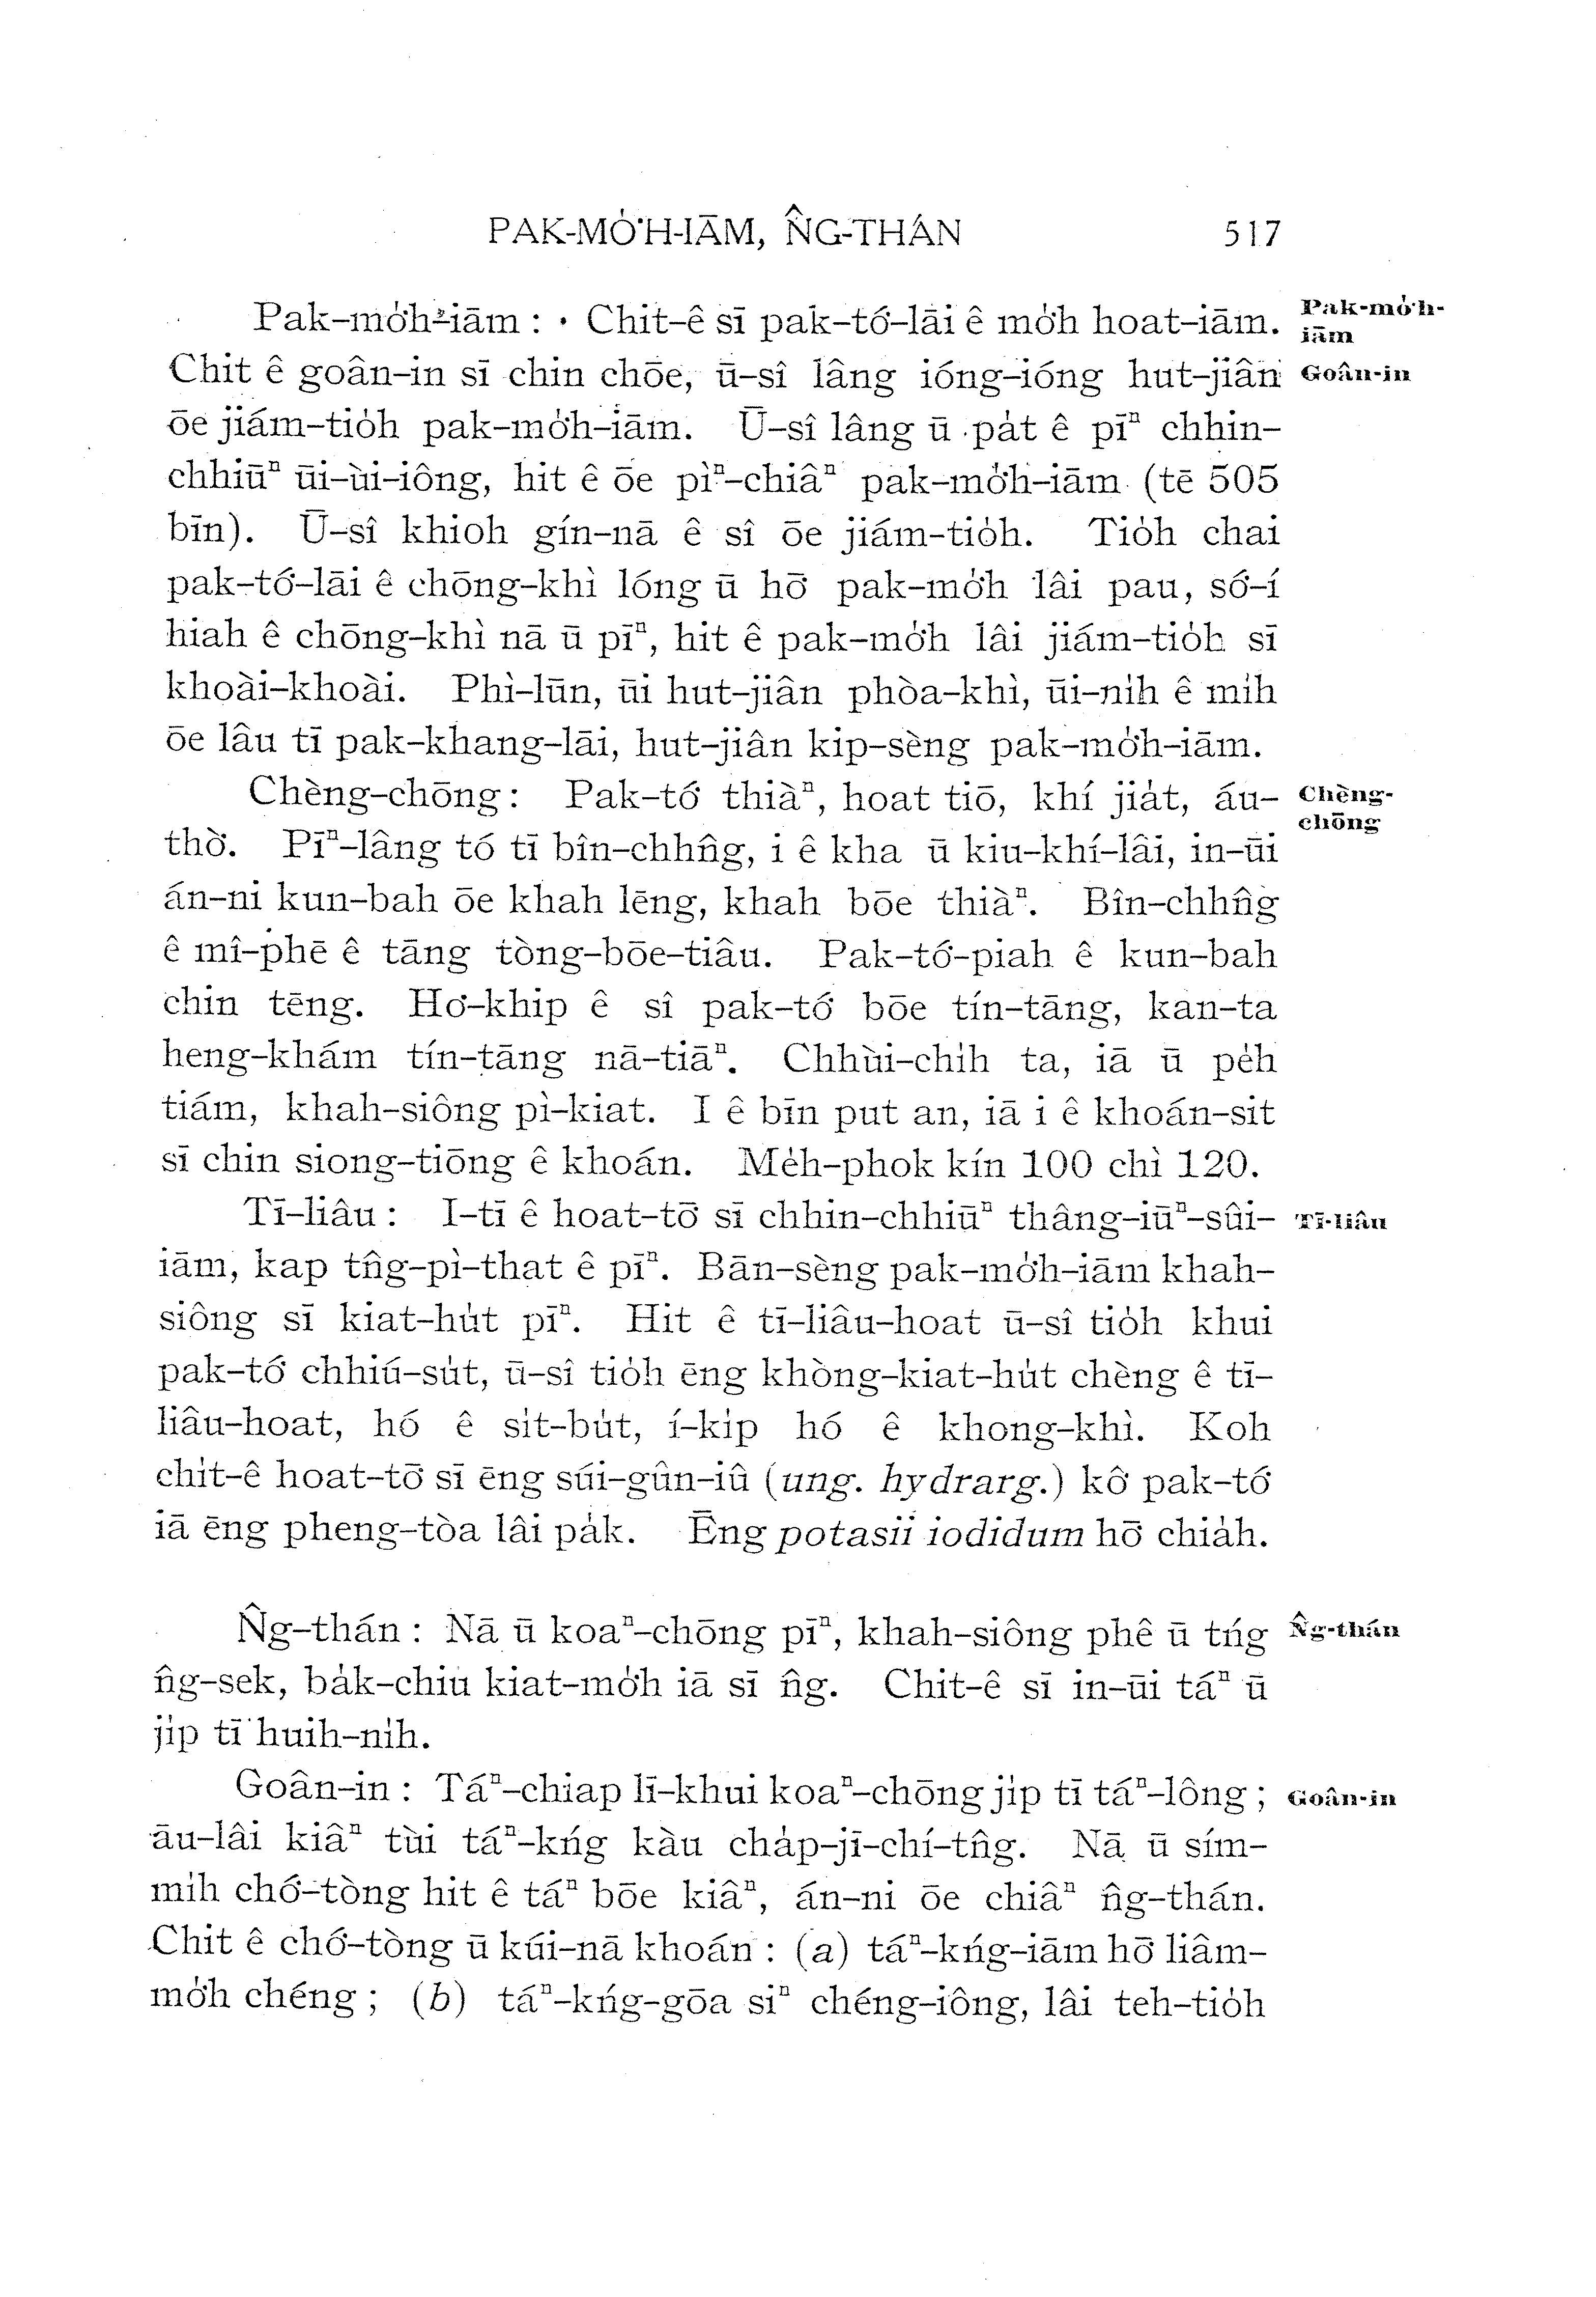 PAK-MO̍͘H-IĀM, N̂G-THÁN 517
Pak-mo̍͘h-iām : Chit-ê sī pak-tó͘-lāi ê mo̍͘h hoat-iām. Pak-mo̍͘h-iām
Chit ê goân-in sī chin chōe, ū-sî lâng ióng-ióng hut-jiân Goân-in
ōe jiám-tio̍h pak-mo̍͘h-iām. Ū-sî lâng ū pa̍t ê pīⁿ chhin-
chhiūⁿ ūi-ùi-iông, hit ê ōe pìⁿ-chiâⁿ pak-mo̍͘h-iām (tē 505
bīn). Ū-sî khioh gín-nā ê sî ōe jiám-tio̍h. Tio̍h chai
pak-tó͘-lāi ê chōng-khì lóng ū hō͘ pak-mo̍͘h lâi pau, só͘-í
hiah ê chōng-khì nā ū pīⁿ, hit ê pak-mo̍͘h lâi jiám-tio̍h sī
khoài-khoài. Phì-lūn, ūi hut-jiân phòa-khì, ūi-ni̍h ê mi̍h
ōe lâu tī pak-khang-lāi, hut-jiân kip-sèng pak-mo̍͘h-iām.
Chèng-chōng : Pak-tó͘ thiàⁿ, hoat tiō, khí jia̍t, áu- Chèng-chōng
thò͘. Pīⁿ-lâng tó tī bîn-chhn̂g, i ê kha ū kiu-khí-lâi, in-ūi
án-ni kun-bah ōe khah lēng, khah bōe thiàⁿ. Bîn-chhn̂g
ê mî-phē ê tāng tòng-bōe-tiâu. Pak-tó͘-piah ê kun-bah
chin tēng. Ho͘-khip ê sî pak-tó͘ bōe tín-tāng, kan-ta
heng-khám tín-tāng nā-tiāⁿ. Chhùi-chi̍h ta, iā ū pe̍h
tiám, khah-siông pì-kiat. I ê bīn put an, iā i ê khoán-sit
sī chin siong-tiōng ê khoán. Me̍h-phok kín 100 chì 120.
Tī-liâu : I-tī ê hoat-tō͘ sī chhin-chhiūⁿ thâng-iūⁿ-sûi- Tī-liâu
iām, kap tn̂g-pì-that ê pīⁿ. Bān-sèng pak-mo̍͘h-iām khah-
siông sī kiat-hu̍t pīⁿ. Hit ê tī-liâu-hoat ū-sî tio̍h khui
pak-tó͘ chhiú-su̍t, ū-sî tio̍h ēng khòng-kiat-hu̍t chèng ê tī-
liâu-hoat, hó ê si̍t-bu̍t, í-ki̍p hó ê khong-khì. Koh
chi̍t-ê hoat-tō͘ sī ēng súi-gûn-iû (ung. hydrarg.) kô͘ pak-tó͘
iā ēng pheng-tòa lâi pa̍k. Ēng potasii iodidum hō͘ chia̍h.
N̂g-thán : Nā ū koaⁿ-chōng pīⁿ, khah-siông phê ū tńg N̂g-thán
n̂g-sek, ba̍k-chiu kiat-mo̍͘h iā sī n̂g. Chit-ê sī in-ūi táⁿ ū
ji̍p tī huih-ni̍h.
Goân-in : Táⁿ-chiap lī-khui koaⁿ-chōng ji̍p tī táⁿ-lông ; Goân-in
āu-lâi kiâⁿ tùi táⁿ-kńg kàu cha̍p-jī-chí-tn̂g. Nā ū sím-
mi̍h chó͘-tòng hit ê táⁿ bōe kiâⁿ, án-ni ōe chiâⁿ n̂g-thán.
Chit ê chó͘-tòng ū kúi-nā khoán : (a) táⁿ-kńg-iām hō͘ liâm-
mo̍͘h chéng ; (b) táⁿ-kńg-gōa siⁿ chéng-iông, lâi teh-tio̍h